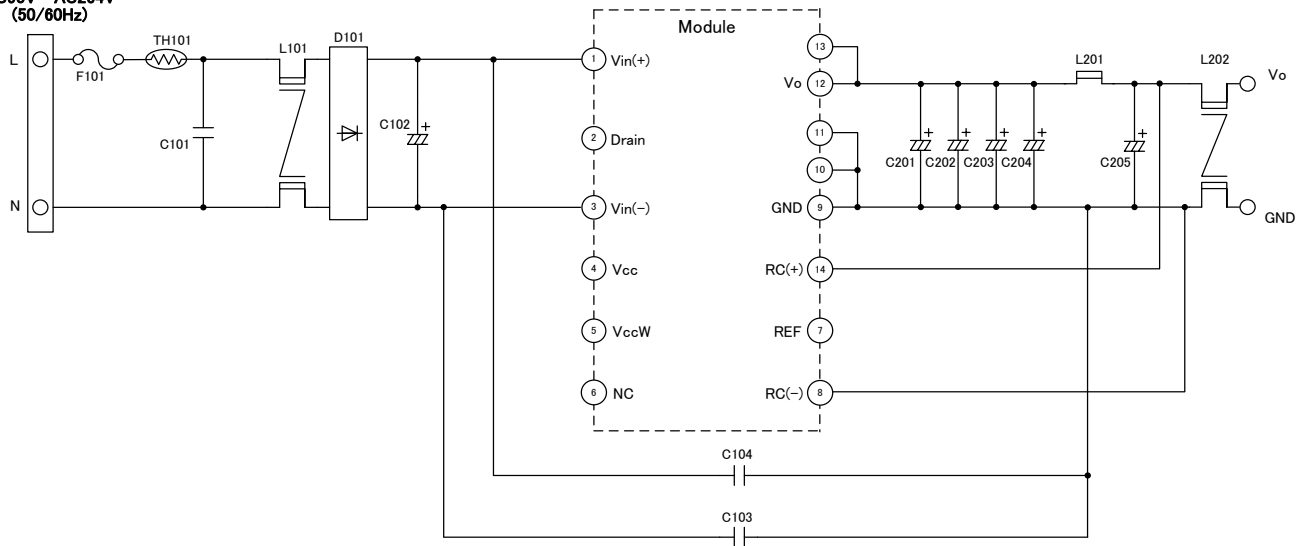 (50/60Hz)
L
F101
TH101
C101
L101
D101
C102
N
Module
1 Vin(+)
2 Drain
3 Vin(-)
4 Vcc
5 VccW
6 NC
13
Vo 12
11
10
GND 9
RC(+) 14
REF 7
RC(-) 8
+
C201
+
C202
+
C203
+
C204
+
L201
+
C205
L202
Vo
GND
C104
C103